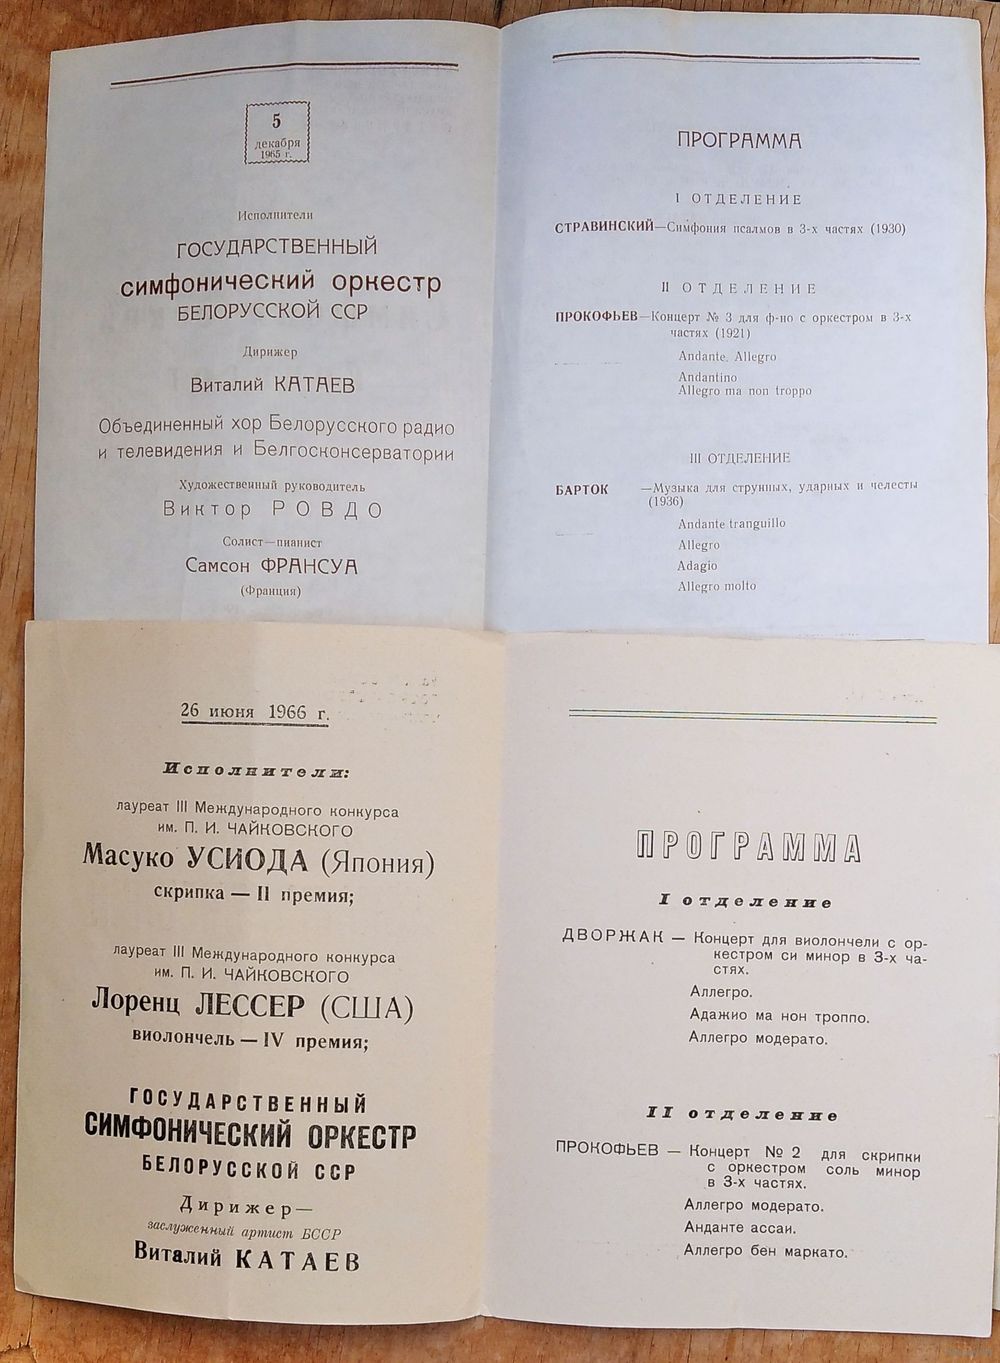 5
декабря
1965 г.
Исполнители
ГОСУДАРСТВЕННЫЙ
симфонический оркестр
БЕЛОРУССКОЙ ССР
Дирижер
Виталий КАТАЕВ
Объединенный хор Белорусского радио
и телевидения и Белгосконсерватории
Художественный руководитель
Виктор РОВДО
Солист—пианист
Самсон ФРАНСУА
(Франция)
ПРОГРАММА
I ОТДЕЛЕНИЕ
СТРАВИНСКИЙ—Симфония псалмов в 3-х частях (1930)
II ОТДЕЛЕНИЕ
ПРОКОФЬЕВ—Концерт № 3 для ф-но с оркестром в 3-х
частях (1921)
Andante, Allegro
Andantino
Allegro ma non troppo
III ОТДЕЛЕНИЕ
БАРТОК —Музыка для струнных, ударных и челесты
(1936)
Andante tranguillo
Allegro
Adagio
Allegro molto
26 июня 1966 г.
Исполнители:
лауреат III Международного конкурса
им. П. И. ЧАЙКОВСКОГО
Масуко УСИОДА (Япония)
скрипка — II премия;
лауреат III Международного конкурса
им. П. И. ЧАЙКОВСКОГО
Лоренц ЛЕССЕР (США)
виолончель — IV премия;
ГОСУДАРСТВЕННЫЙ
СИМФОНИЧЕСКИЙ ОРКЕСТР
БЕЛОРУССКОЙ ССР
Дирижер—
заслуженный артист БССР
Виталий КАТАЕВ
ПРОГРАММА
I отделение
ДВОРЖАК — Концерт для виолончели с ор-
кестром си минор в 3-х ча-
стях.
Аллегро.
Адажио ма нон троппо.
Аллегро модерато.
II отделение
ПРОКОФЬЕВ — Концерт № 2 для скрипки
с оркестром соль минор
в 3-х частях.
Аллегро модерато.
Анданте ассаи.
Аллегро бен маркато.